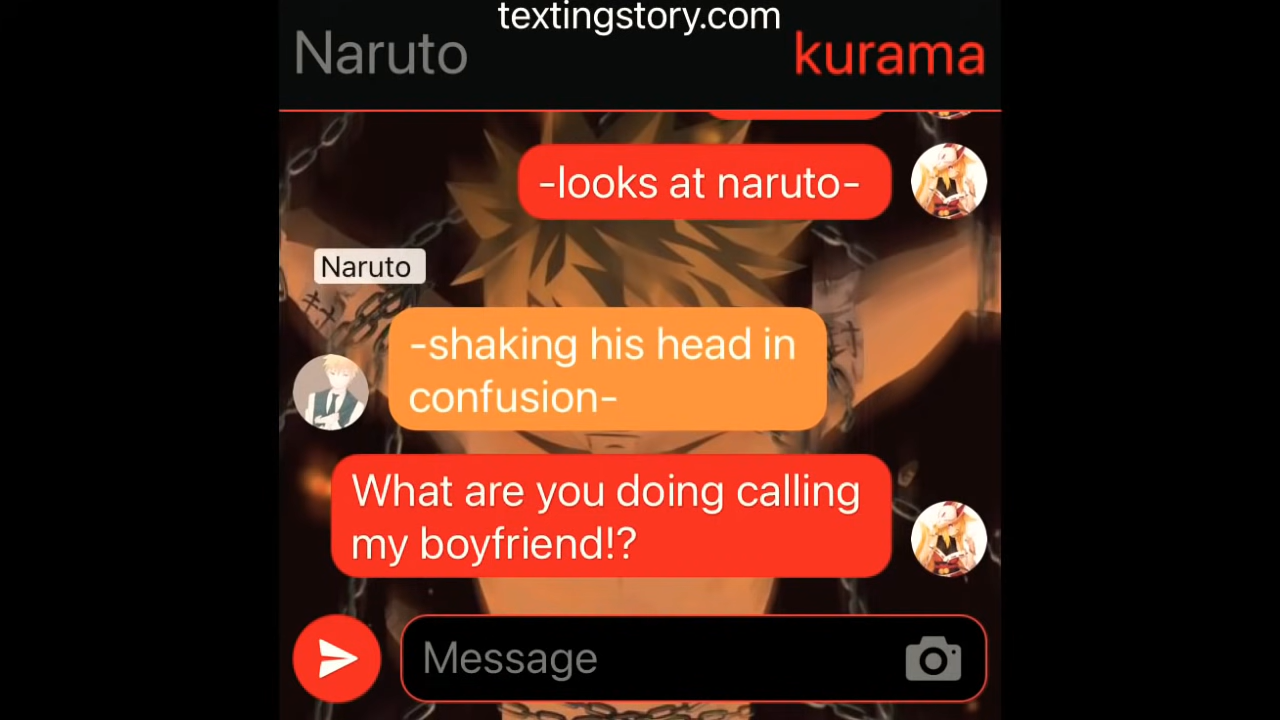 textingstory.com
Naruto
kurama
-looks at naruto-
Naruto
-shaking his head in
confusion-
What are you doing calling
my boyfriend!?
Message